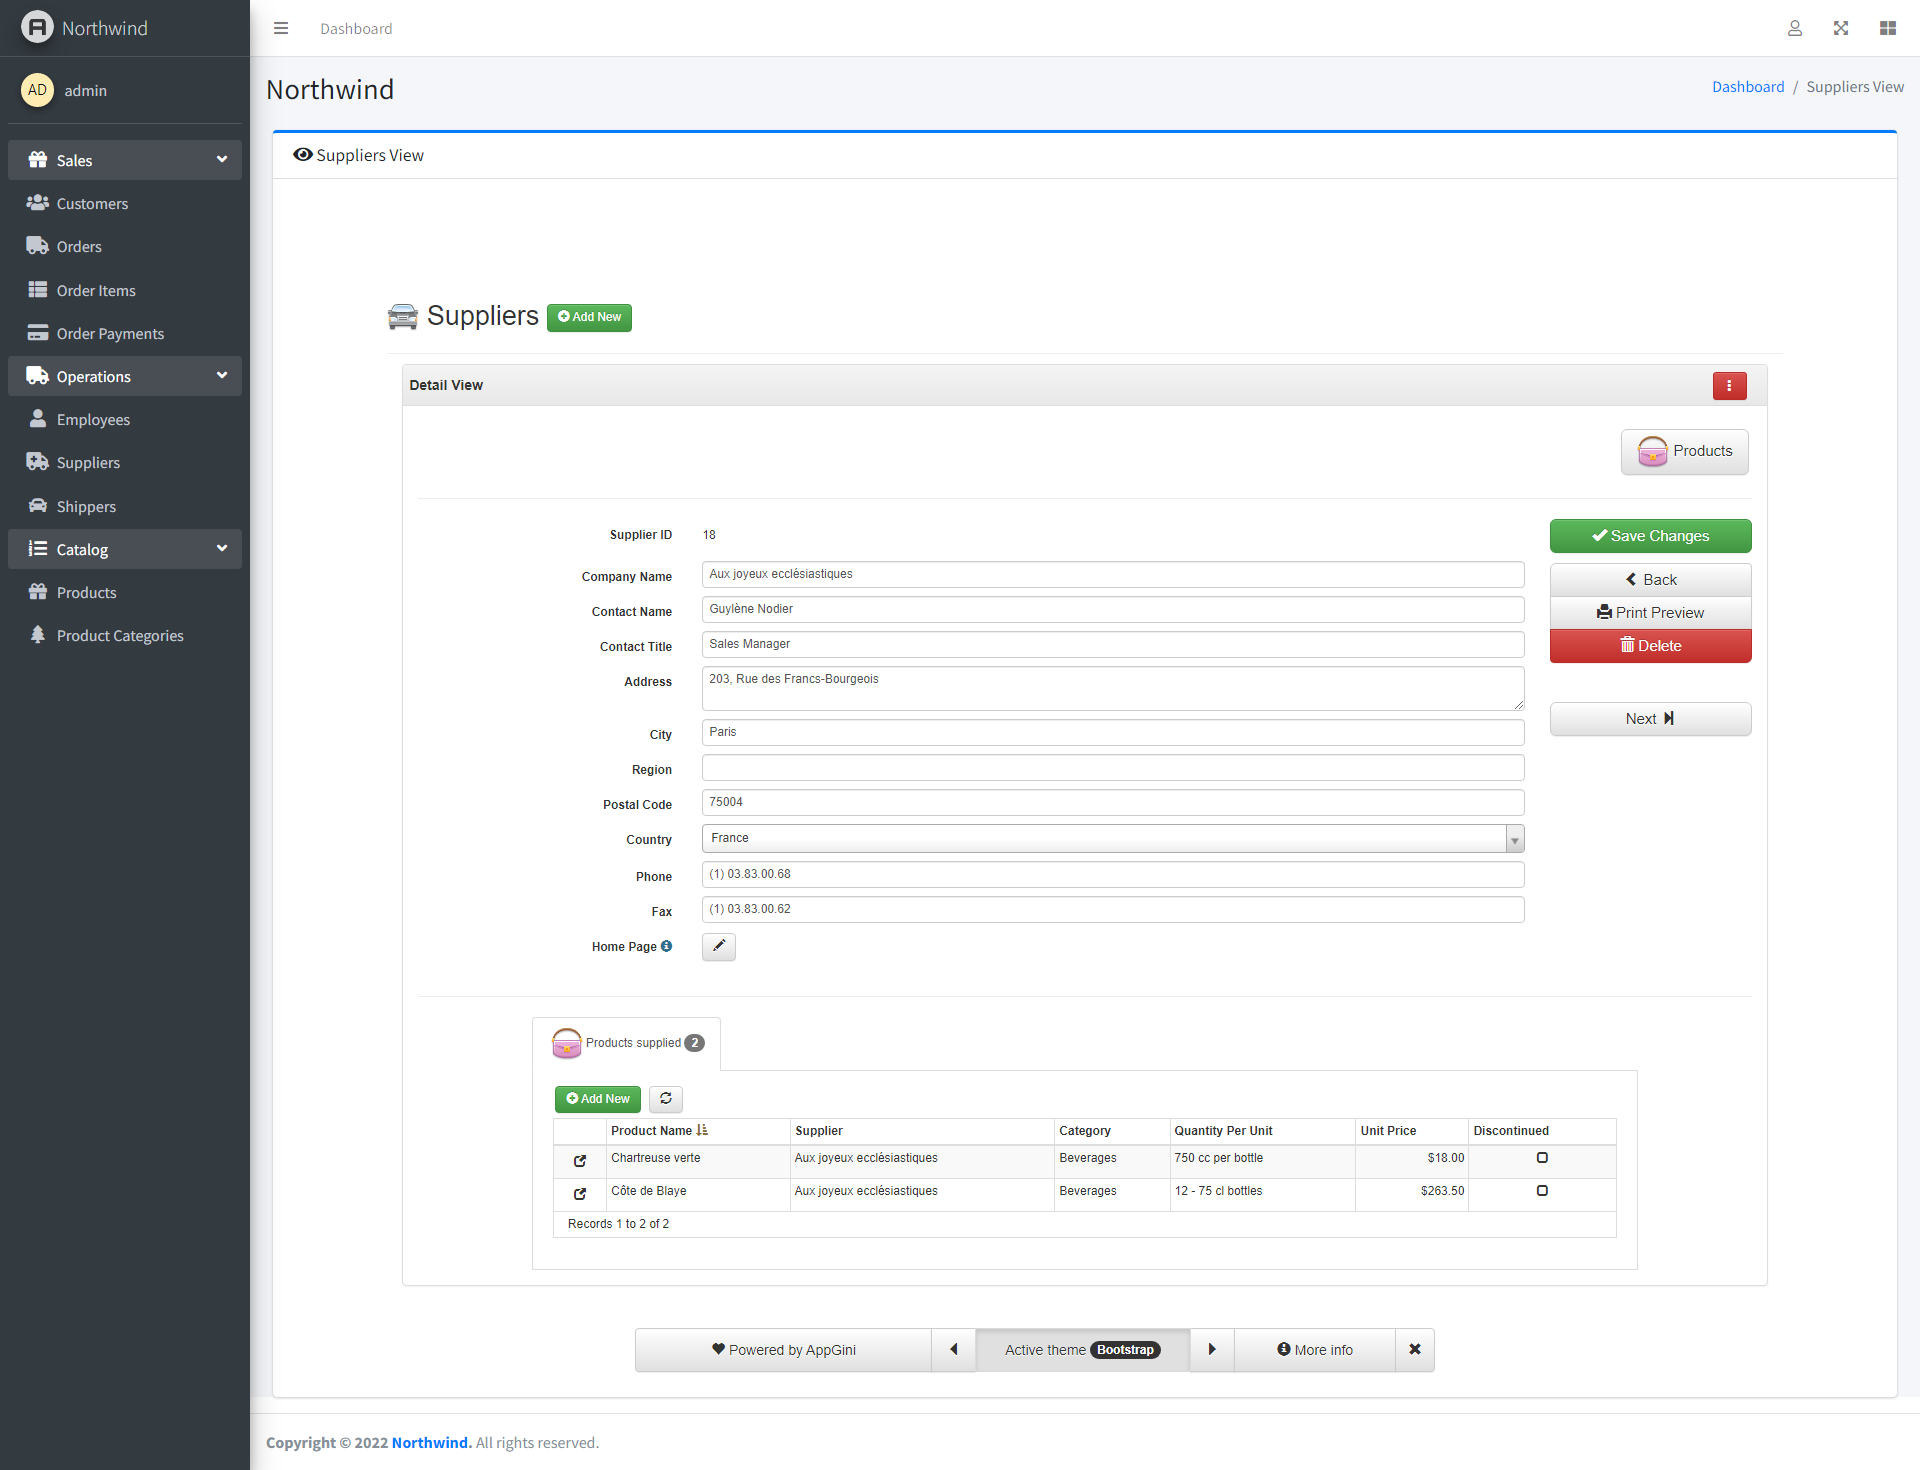 Northwind
Dashboard
AD admin
Northwind
Dashboard / Suppliers View
Sales
Customers
Orders
Order Items
Order Payments
Operations
Employees
Suppliers
Shippers
Catalog
Products
Product Categories
Suppliers View
Suppliers Add New
Detail View
Products
Supplier ID 18
Company Name Aux joyeux ecclésiastiques
Contact Name Guylène Nodier
Contact Title Sales Manager
Address 203, Rue des Francs-Bourgeois
City Paris
Region
Postal Code 75004
Country France
Phone (1) 03.83.00.68
Fax (1) 03.83.00.62
Home Page
Save Changes
Back
Print Preview
Delete
Next
Products supplied 2
Add New
Product Name Supplier Category Quantity Per Unit Unit Price Discontinued
Chartreuse verte Aux joyeux ecclésiastiques Beverages 750 cc per bottle $18.00
Côte de Blaye Aux joyeux ecclésiastiques Beverages 12 - 75 cl bottles $263.50
Records 1 to 2 of 2
Powered by AppGini Active theme Bootstrap More info
Copyright © 2022 Northwind. All rights reserved.